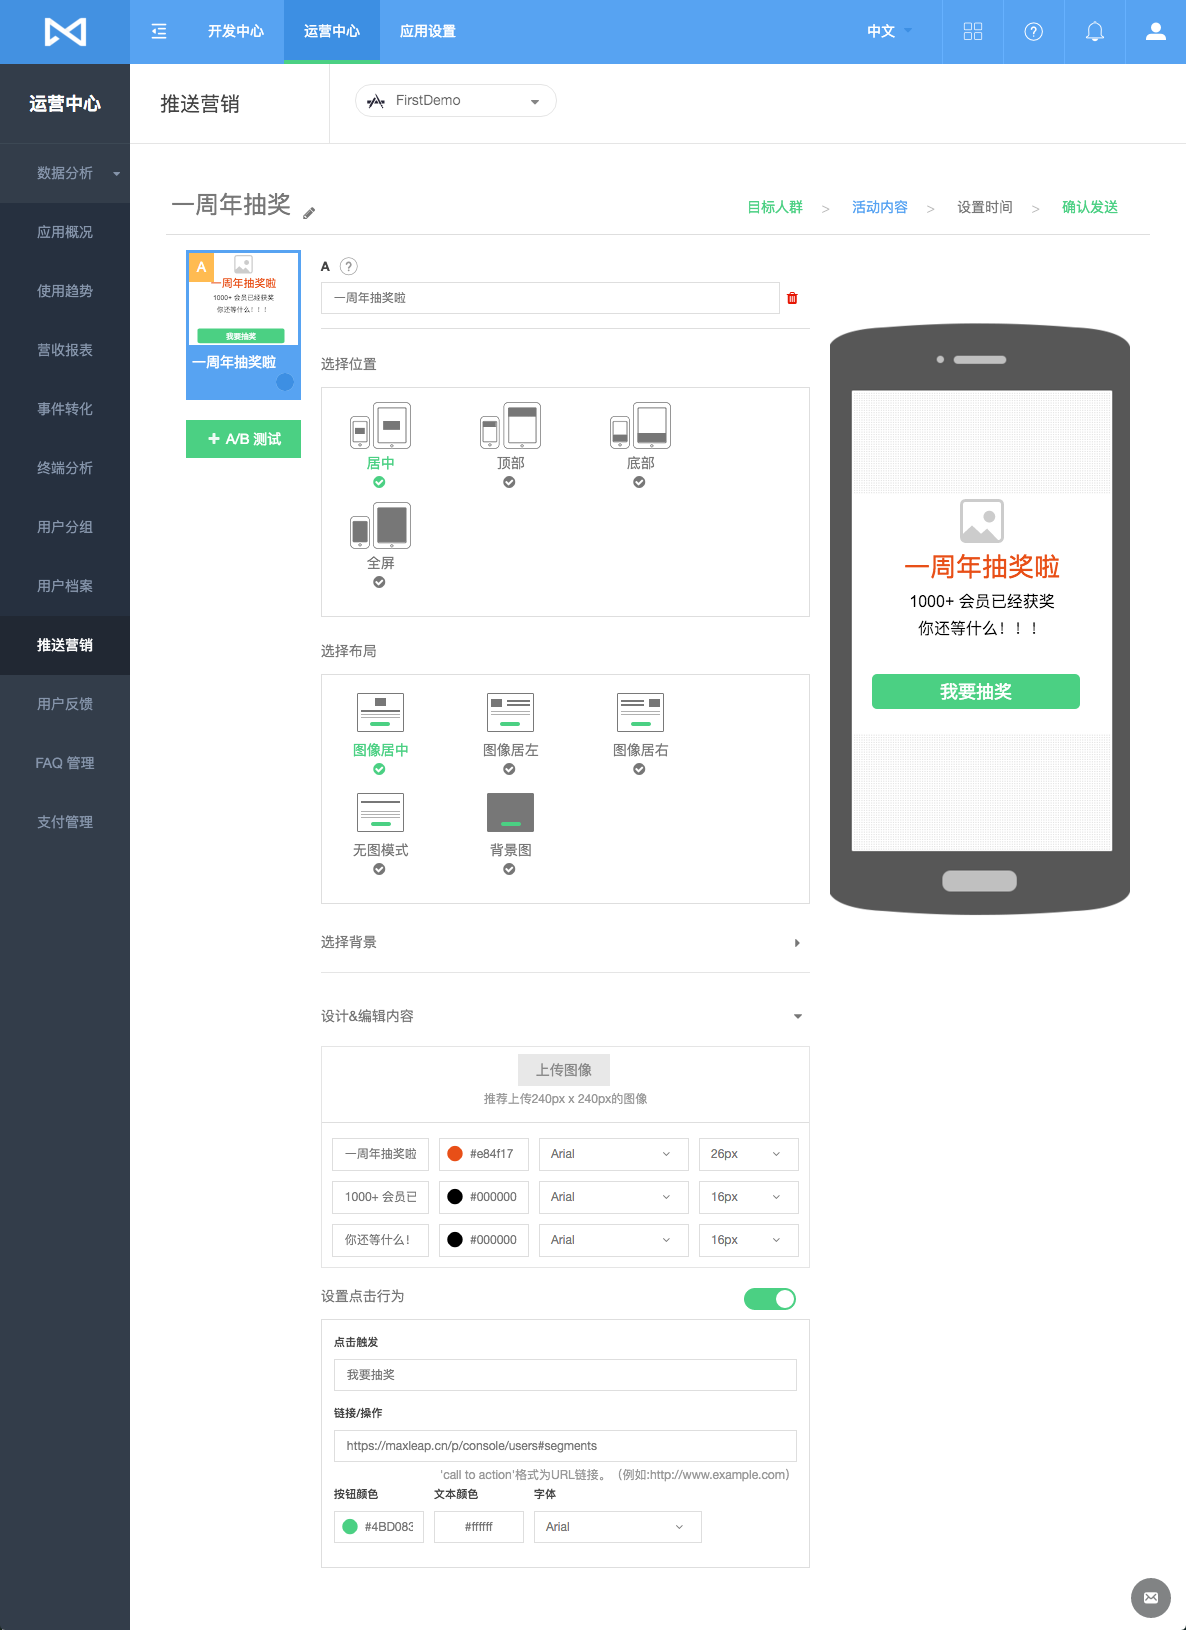 开发中心
运营中心
应用设置
中文
运营中心
推送营销
FirstDemo
数据分析
应用概况
使用趋势
营收报表
事件转化
终端分析
用户分组
用户档案
推送营销
用户反馈
FAQ 管理
支付管理
一周年抽奖
目标人群 > 活动内容 > 设置时间 > 确认发送
A
一周年抽奖啦
1000+ 会员已经获奖
你还等什么！！！
我要抽奖
一周年抽奖啦
+ A/B 测试
A ?
一周年抽奖啦
选择位置
居中
顶部
底部
全屏
选择布局
图像居中
图像居左
图像居右
无图模式
背景图
选择背景
设计&编辑内容
上传图像
推荐上传240px x 240px的图像
一周年抽奖啦 #e84f17 Arial 26px
1000+ 会员已 #000000 Arial 16px
你还等什么！ #000000 Arial 16px
设置点击行为
点击触发
我要抽奖
链接/操作
https://maxleap.cn/p/console/users#segments
'call to action'格式为URL链接。（例如:http://www.example.com）
按钮颜色 文本颜色 字体
#4BD083 #ffffff Arial
一周年抽奖啦
1000+ 会员已经获奖
你还等什么！！！
我要抽奖